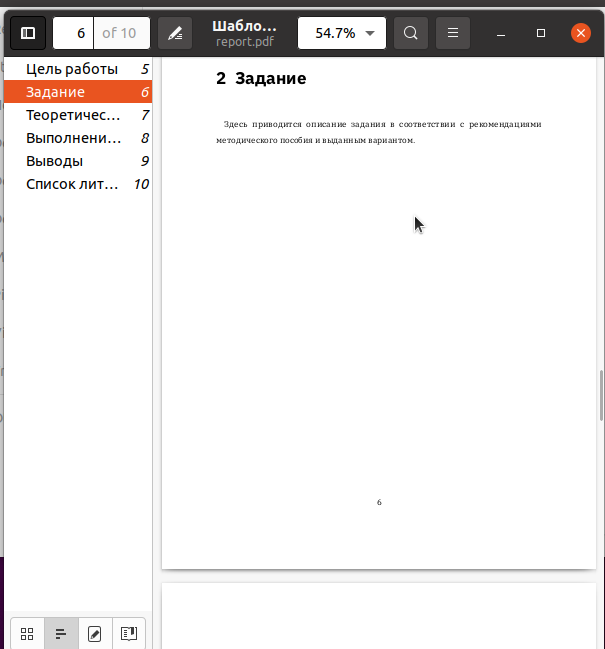 6 of 10
Шабло...
report.pdf
54.7%
Цель работы 5
Задание 6
Теоретичес... 7
Выполнени... 8
Выводы 9
Список лит... 10
2 Задание
Здесь приводится описание задания в соответствии с рекомендациями
методического пособия и выданным вариантом.
6